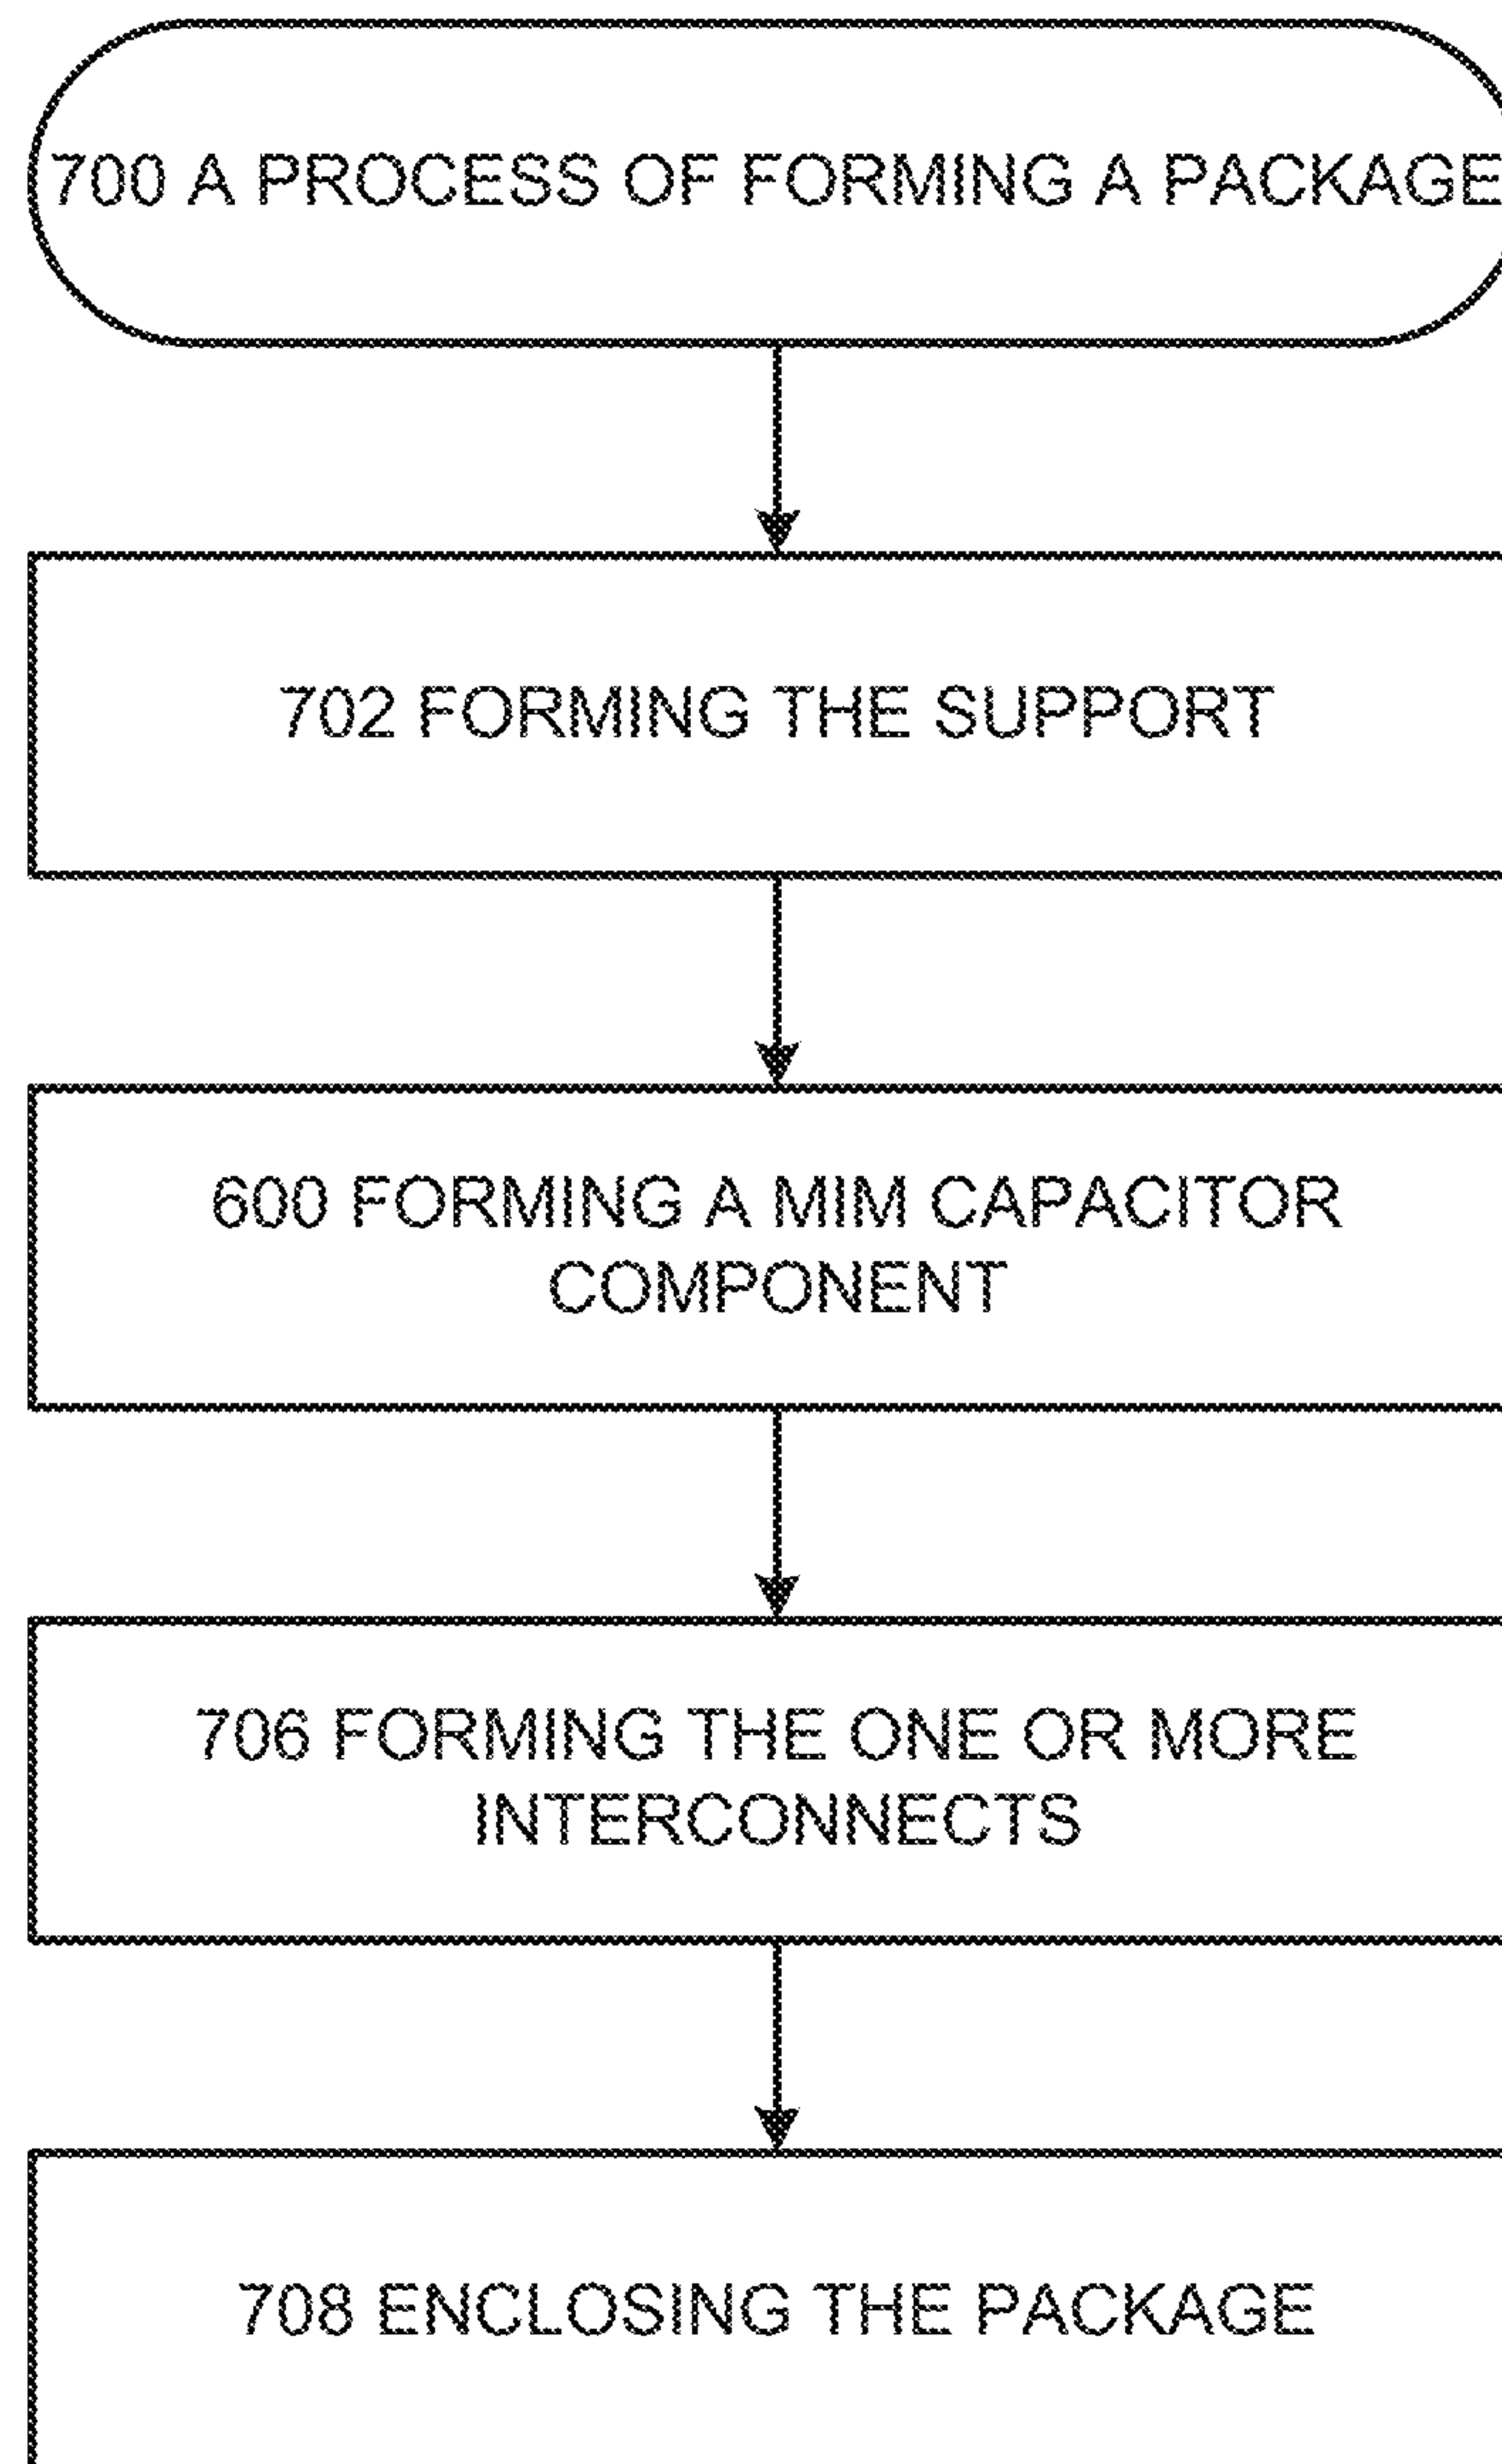 700 A PROCESS OF FORMING A PACKAGE
702 FORMING THE SUPPORT
600 FORMING A MIM CAPACITOR
COMPONENT
706 FORMING THE ONE OR MORE
INTERCONNECTS
708 ENCLOSING THE PACKAGE